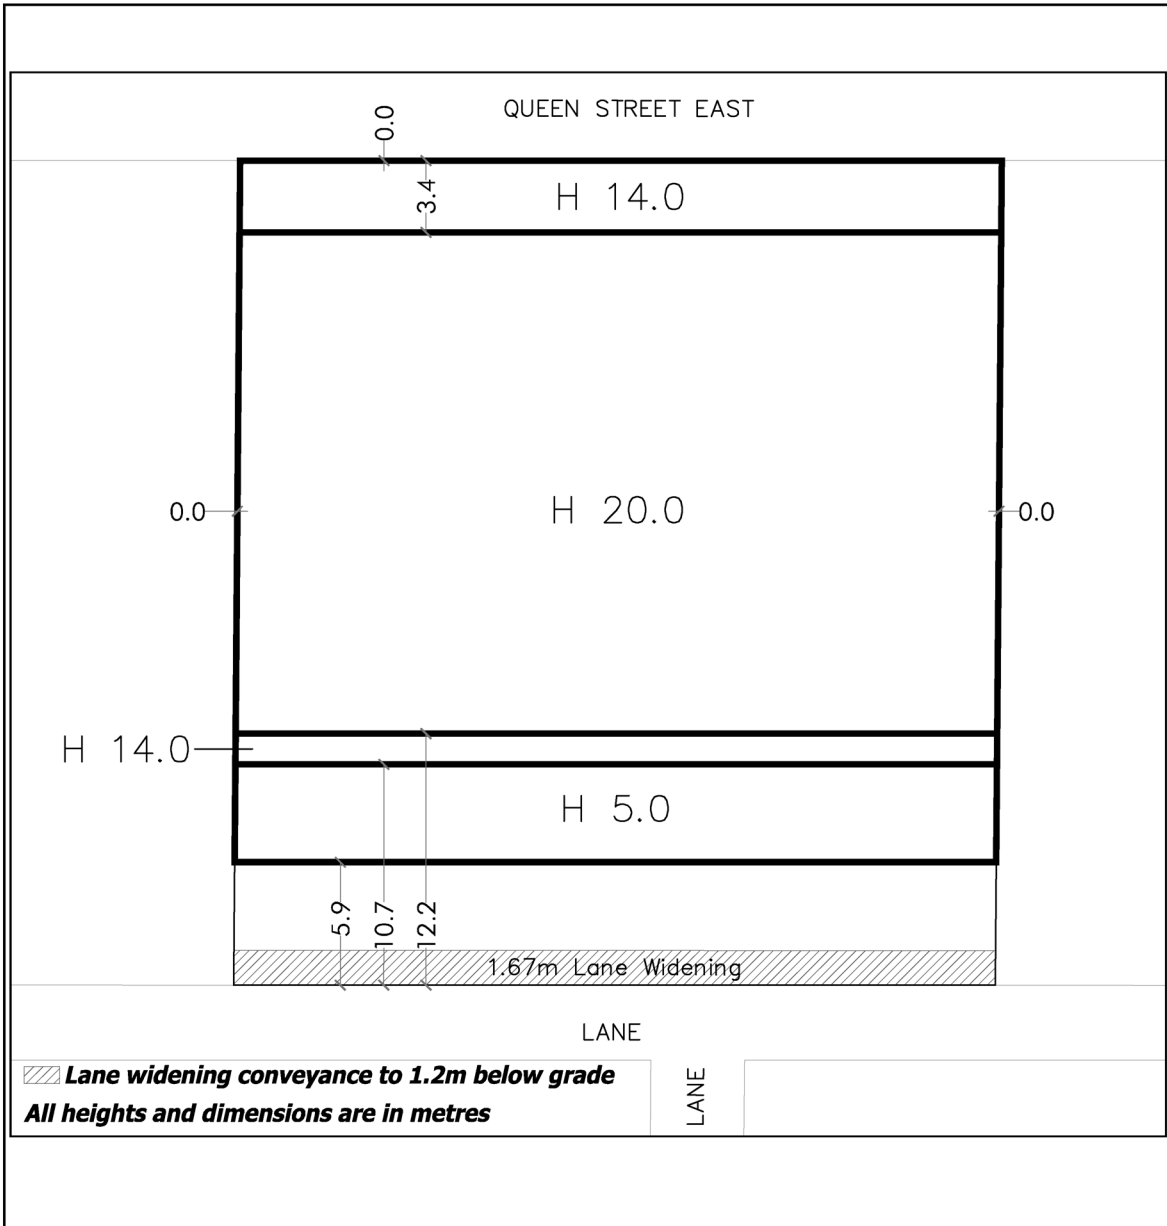 QUEEN STREET EAST
0.0
3.4
H 14.0
H 20.0
0.0
0.0
H 14.0
H 5.0
5.9
10.7
12.2
1.67m Lane Widening
LANE
Lane widening conveyance to 1.2m below grade
All heights and dimensions are in metres
LANE